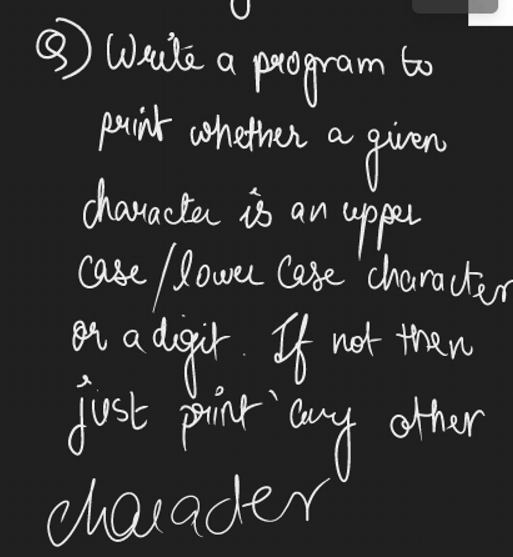 Q) Write a program to
print whether a given
character is an upper
case/lower case character
or a digit. If not then
just print 'any other
character